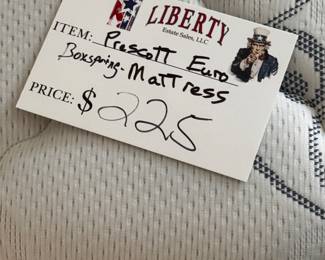 LIBERTY
Estate Sales, LLC
ITEM: Prescott Euro
Boxspring- Mattress
PRICE: $225